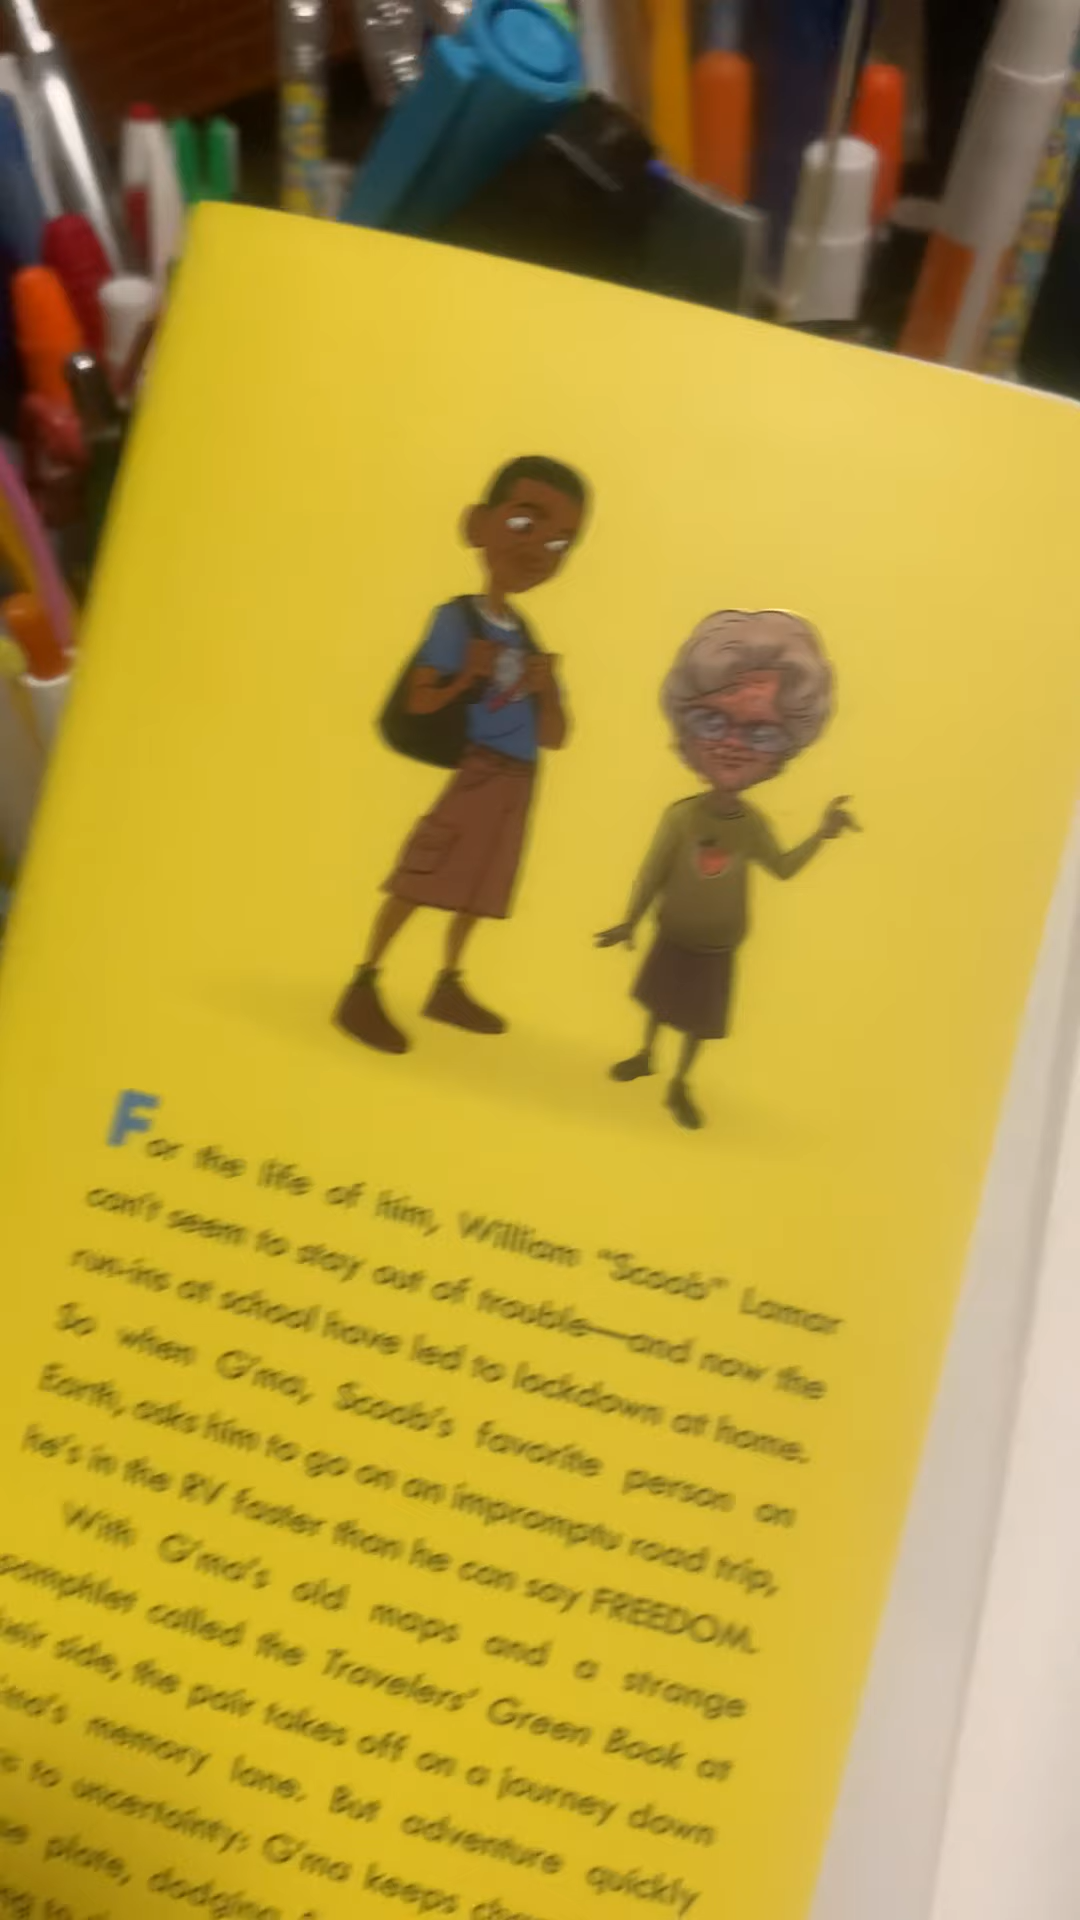 For the life of him, William "Scoob" Lamar
can't seem to stay out of trouble—and now the
run-ins at school have led to lockdown at home.
So when G'ma, Scoob's favorite person on
Earth, asks him to go on an impromptu road trip,
he's in the RV faster than he can say FREEDOM.
With G'ma's old maps and a strange
pamphlet called the Travelers' Green Book at
side, the pair takes off on a journey down
memory lane. But adventure quickly
to uncertainty: G'ma keeps
plate, dodging